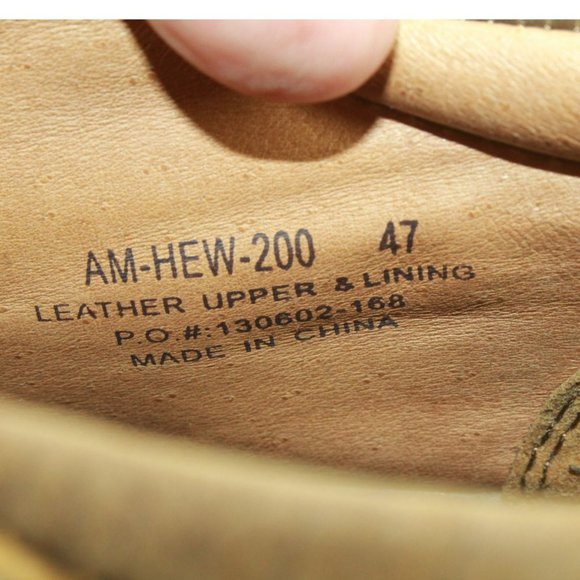 AM-HEW-200 47
LEATHER UPPER & LINING
P.O.#:130602-168
MADE IN CHINA